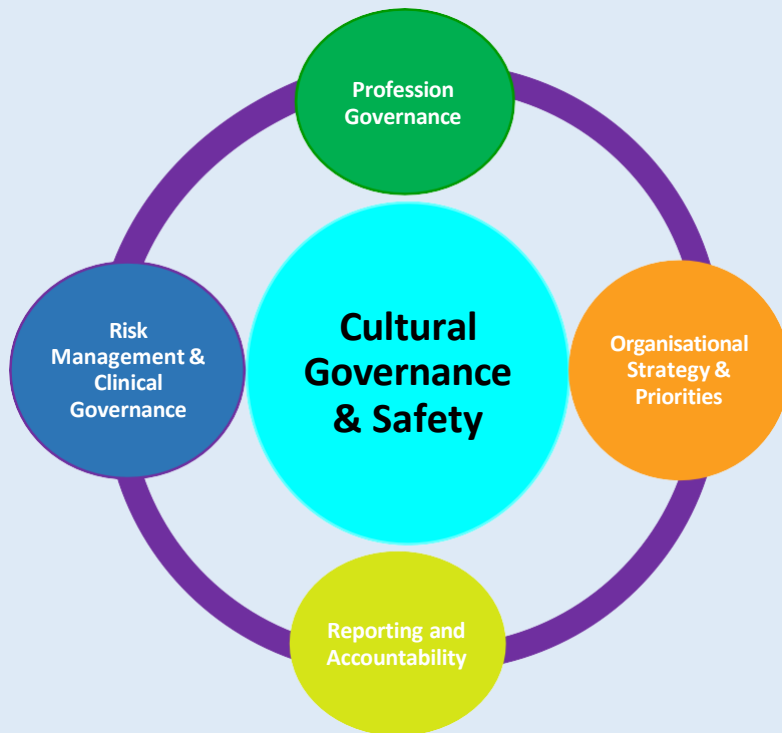 Profession
Governance
Risk
Management &
Clinical
Governance
Cultural
Governance
& Safety
Organisational
Strategy &
Priorities
Reporting and
Accountability